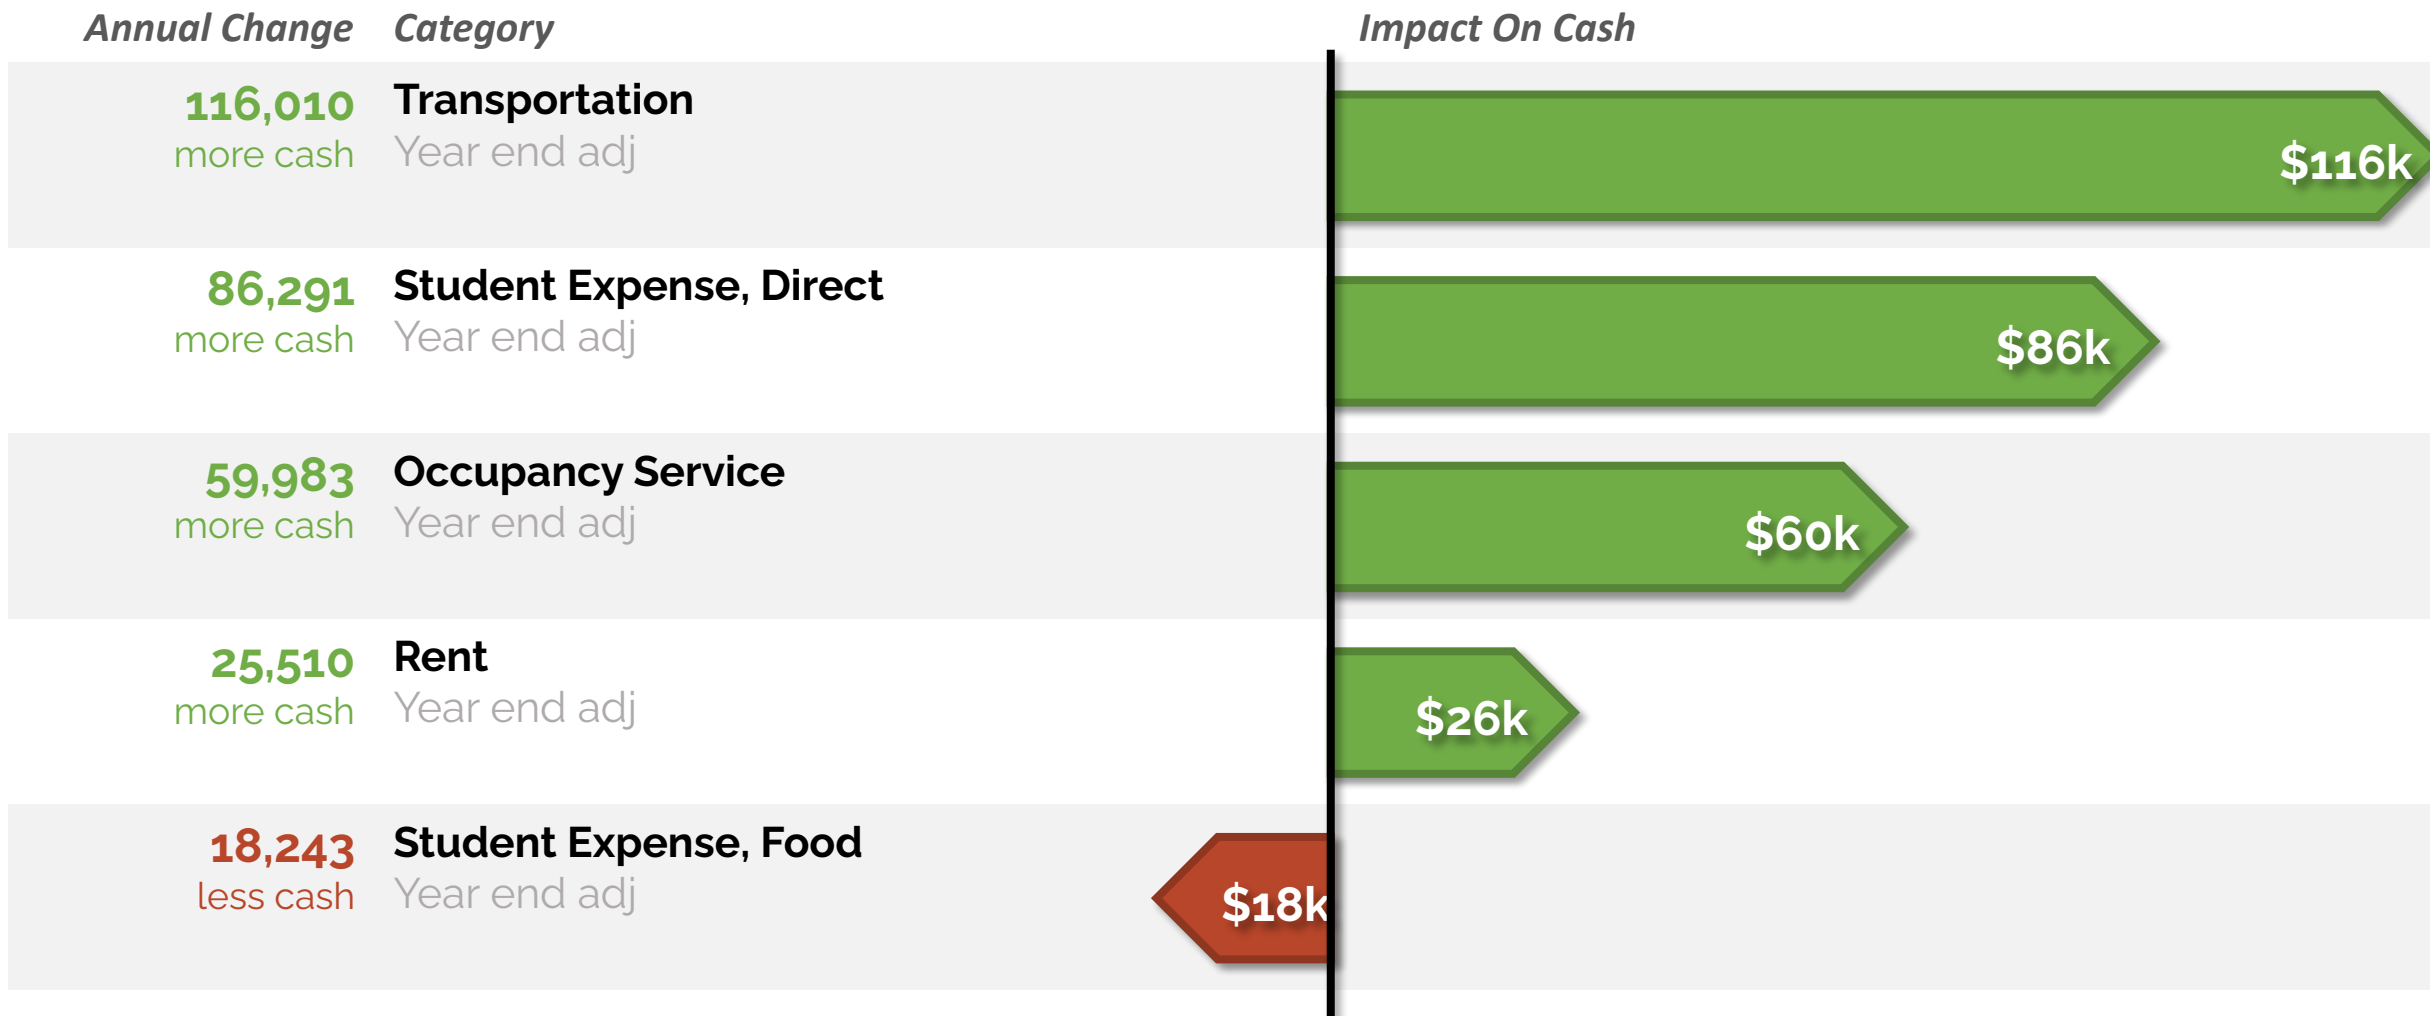 Annual Change Category Impact On Cash
116,010 Transportation
more cash Year end adj
$116k
86,291 Student Expense, Direct
more cash Year end adj
$86k
59,983 Occupancy Service
more cash Year end adj
$60k
25,510 Rent
more cash Year end adj
$26k
18,243 Student Expense, Food
less cash Year end adj
$18k